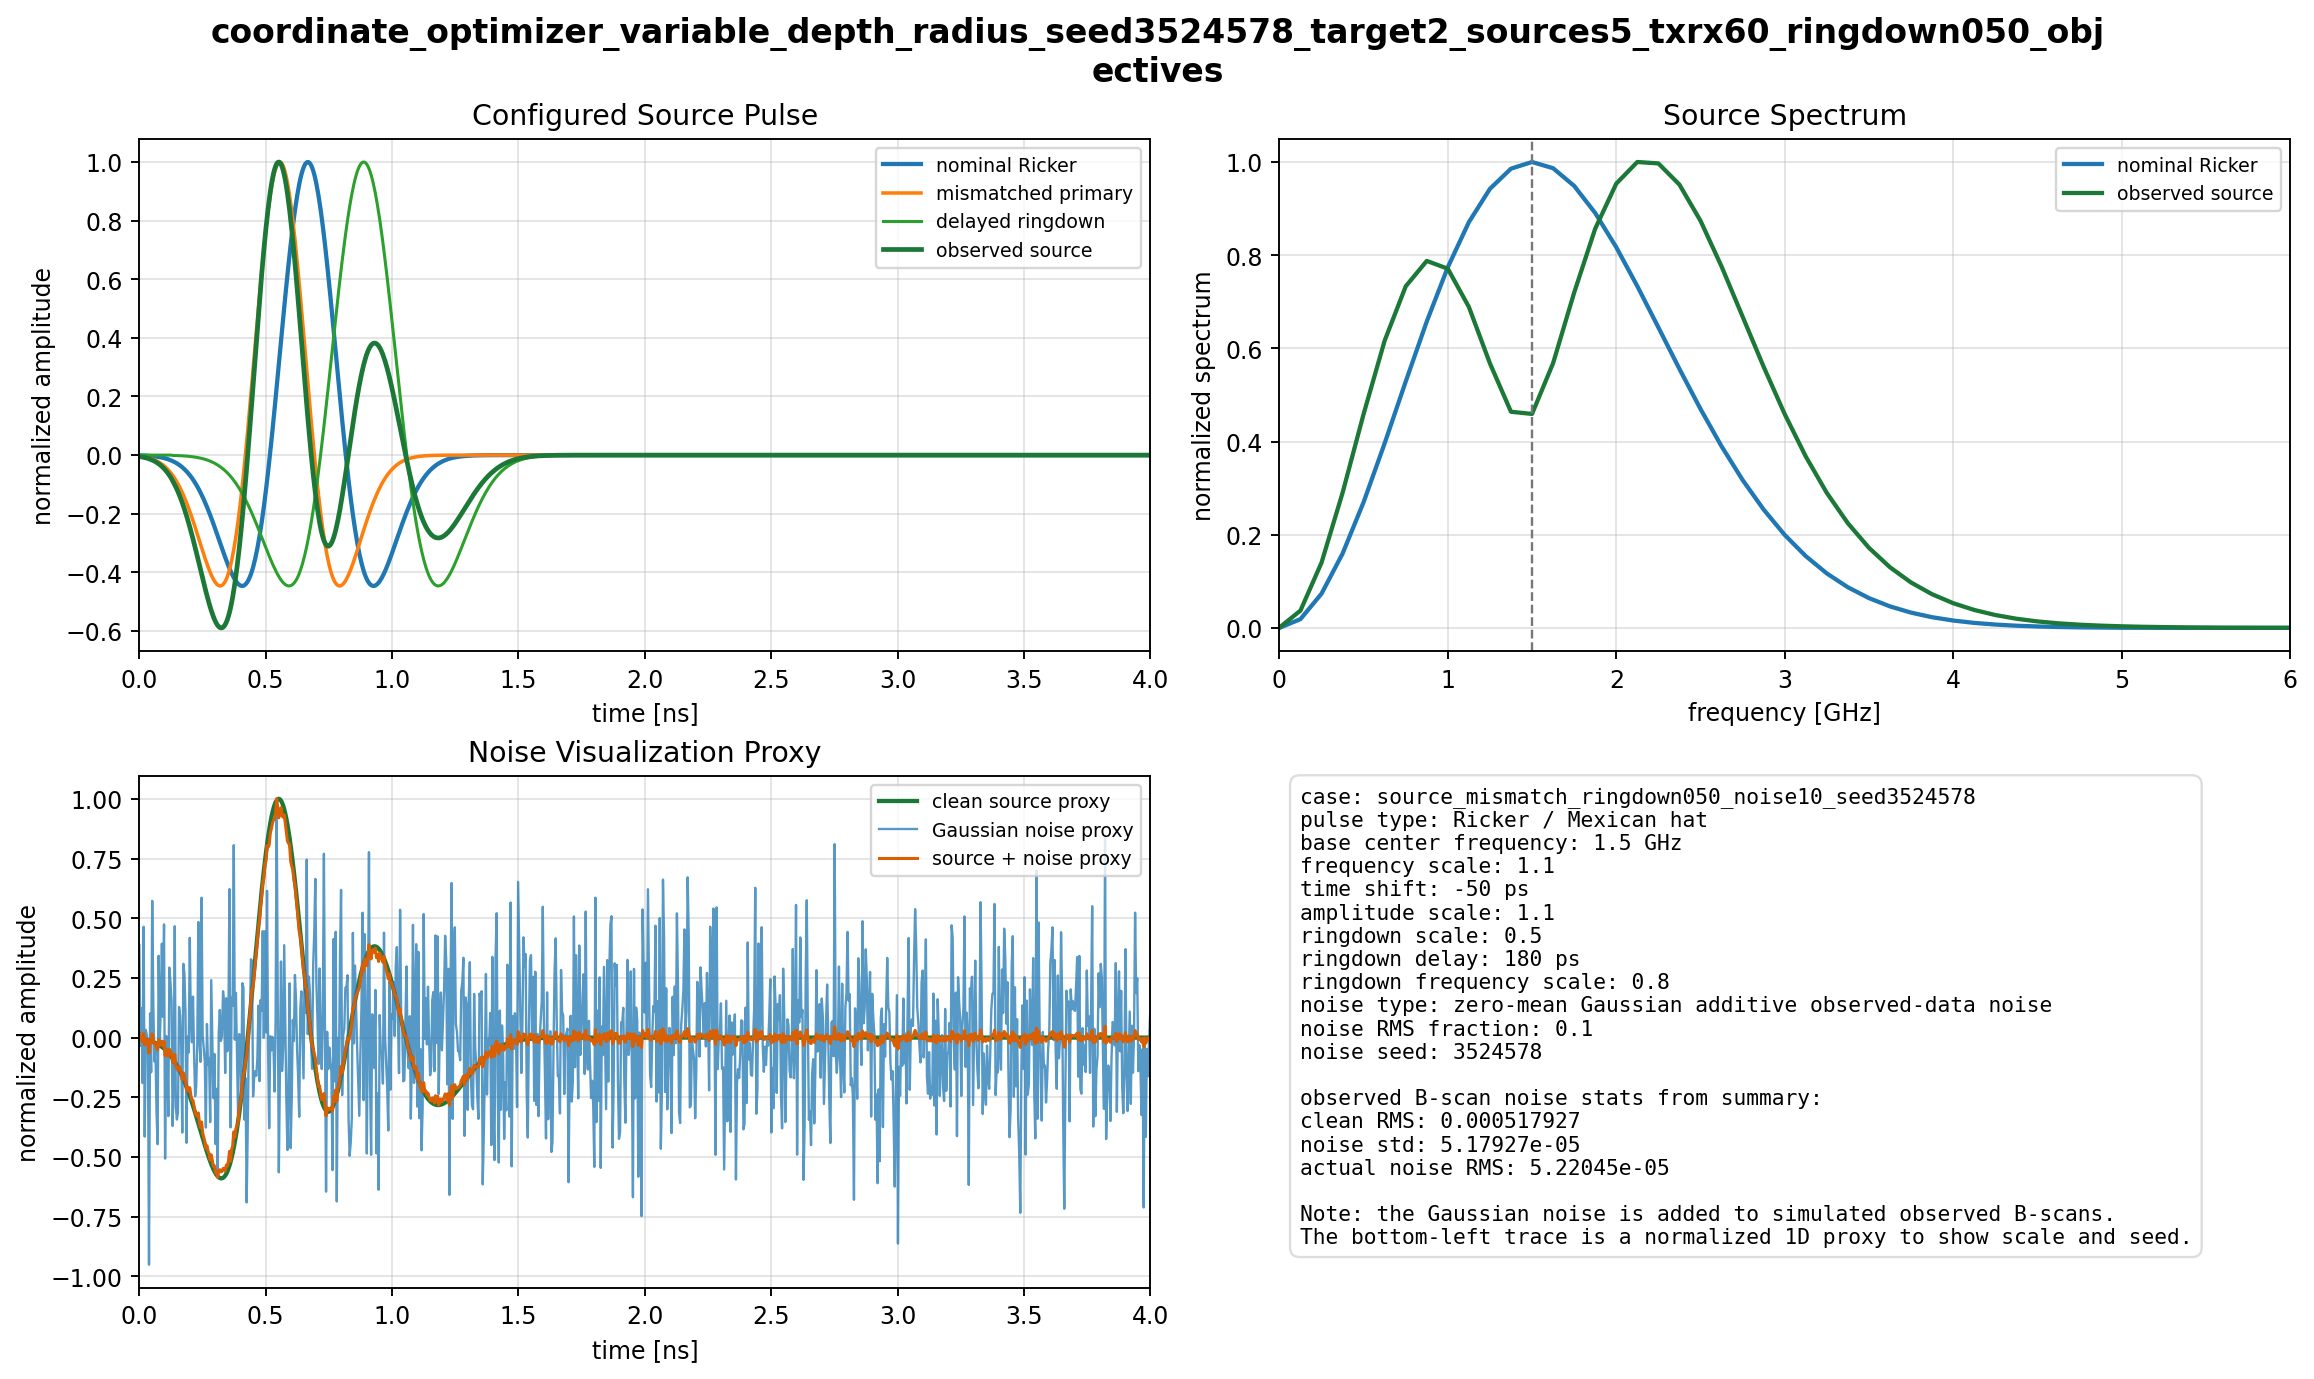 coordinate_optimizer_variable_depth_radius_seed3524578_target2_sources5_txrx60_ringdown050_obj
ectives
Configured Source Pulse
normalized amplitude
1.0
0.8
0.6
0.4
0.2
0.0
−0.2
−0.4
−0.6
nominal Ricker
mismatched primary
delayed ringdown
observed source
0.0 0.5 1.0 1.5 2.0 2.5 3.0 3.5 4.0
time [ns]
Source Spectrum
normalized spectrum
1.0
0.8
0.6
0.4
0.2
0.0
nominal Ricker
observed source
0 1 2 3 4 5 6
frequency [GHz]
Noise Visualization Proxy
normalized amplitude
1.00
0.75
0.50
0.25
0.00
−0.25
−0.50
−0.75
−1.00
clean source proxy
Gaussian noise proxy
source + noise proxy
0.0 0.5 1.0 1.5 2.0 2.5 3.0 3.5 4.0
time [ns]
case: source_mismatch_ringdown050_noise10_seed3524578
pulse type: Ricker / Mexican hat
base center frequency: 1.5 GHz
frequency scale: 1.1
time shift: -50 ps
amplitude scale: 1.1
ringdown scale: 0.5
ringdown delay: 180 ps
ringdown frequency scale: 0.8
noise type: zero-mean Gaussian additive observed-data noise
noise RMS fraction: 0.1
noise seed: 3524578
observed B-scan noise stats from summary:
clean RMS: 0.000517927
noise std: 5.17927e-05
actual noise RMS: 5.22045e-05
Note: the Gaussian noise is added to simulated observed B-scans.
The bottom-left trace is a normalized 1D proxy to show scale and seed.